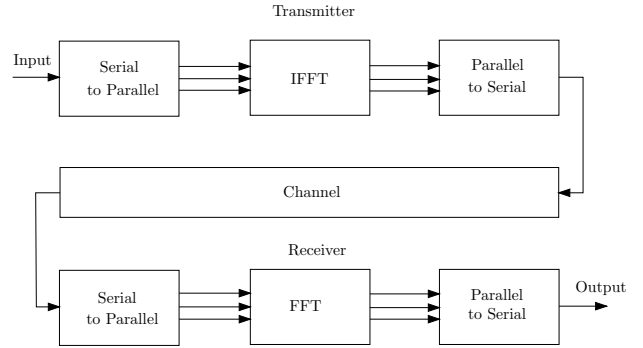 Transmitter
Input
Serial
to Parallel
IFFT
Parallel
to Serial
Channel
Receiver
Serial
to Parallel
FFT
Parallel
to Serial
Output